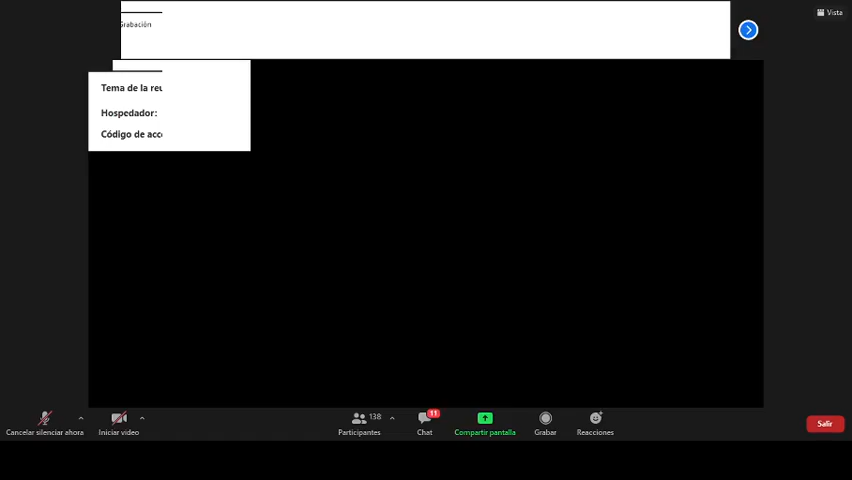 Grabación
Vista
Tema de la reu
Hospedador:
Código de acc
138
11
Cancelar silenciar ahora
Iniciar video
Participantes
Chat
Compartir pantalla
Grabar
Reacciones
Salir